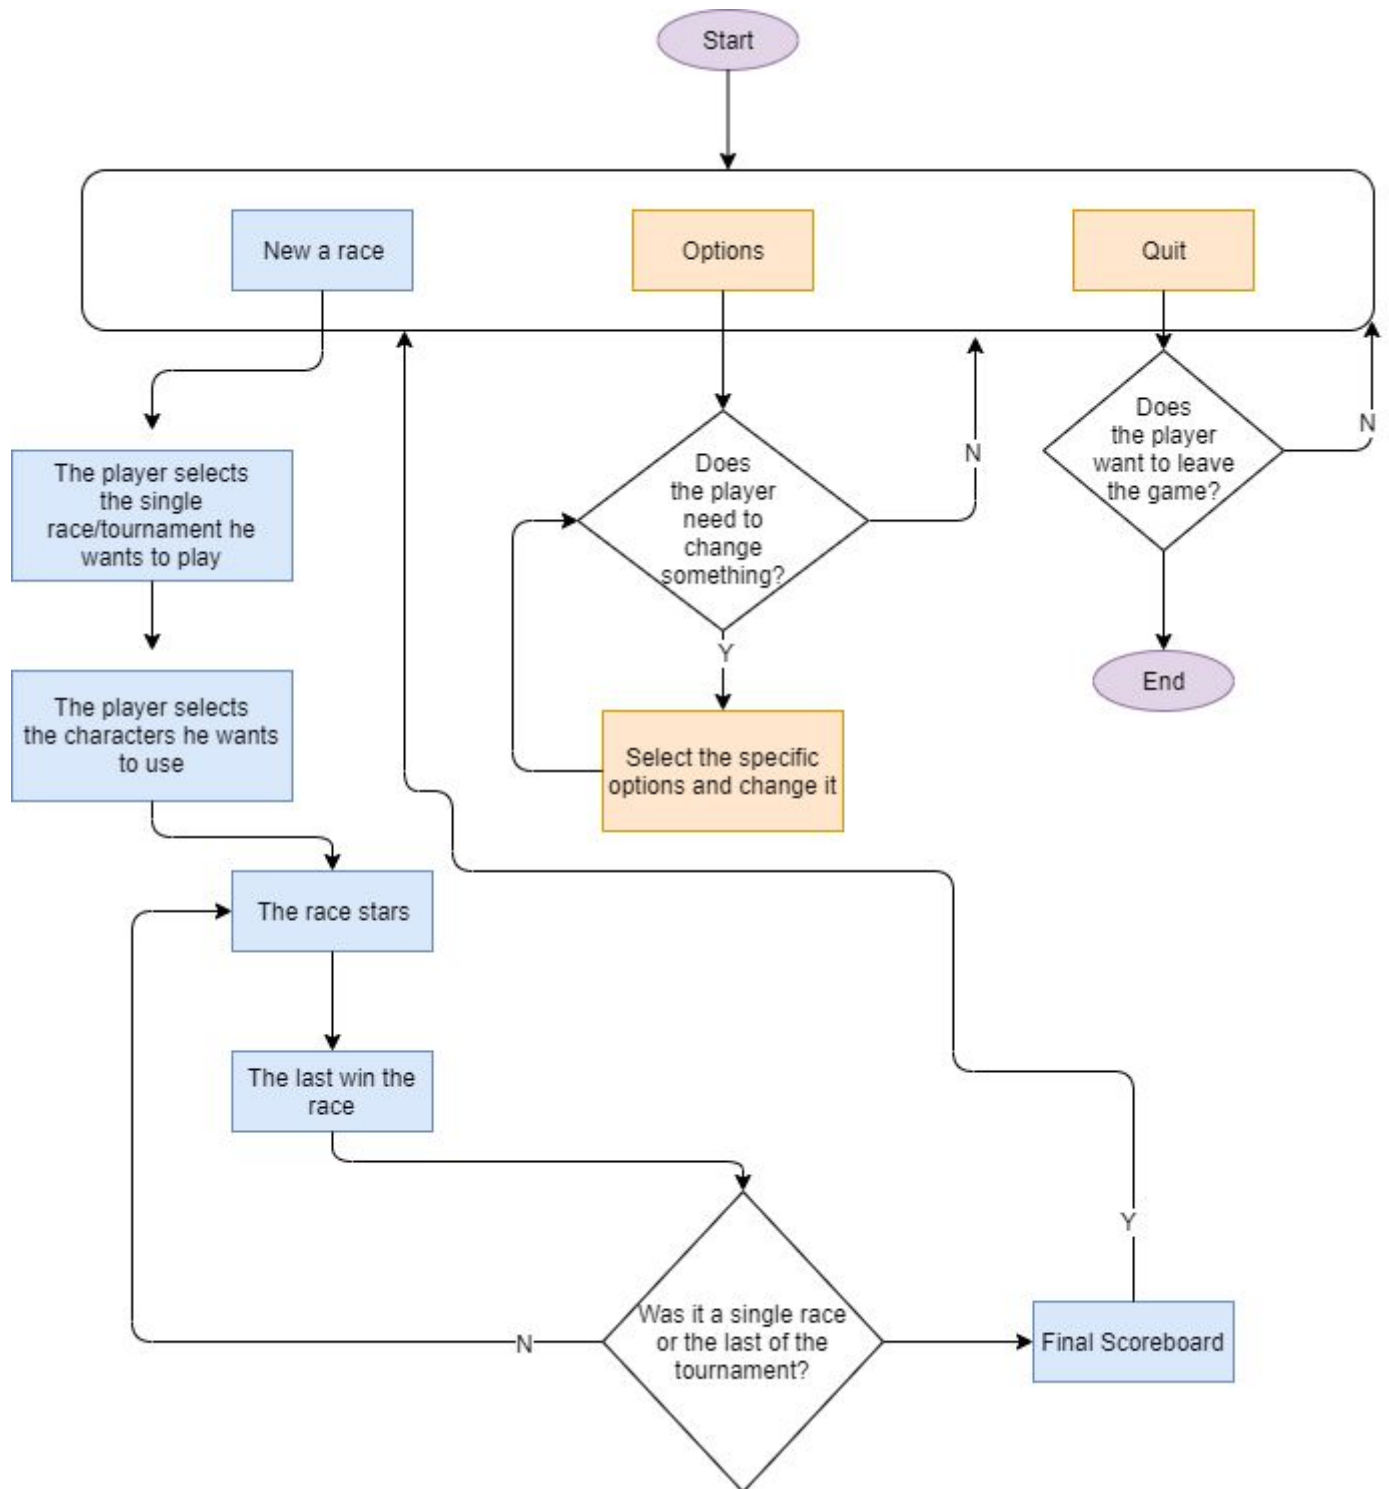 Start
New a race
Options
Quit
Does
the player
want to leave
the game?
N
The player selects
the single
race/tournament he
wants to play
Does
the player
need to
change
something?
N
Y
The player selects
the characters he wants
to use
End
Select the specific
options and change it
The race stars
The last win the
race
Y
Was it a single race
or the last of the
tournament?
N
Final Scoreboard